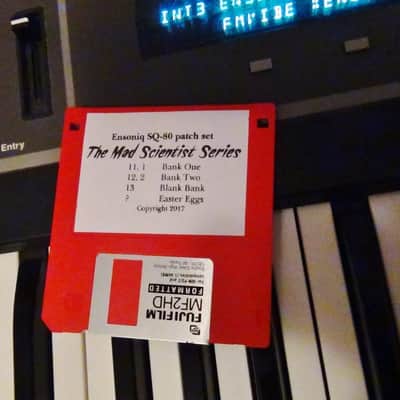 Entry
Ensoniq SQ-80 patch set
The Mad Scientist Series
11, 1 Bank One
12, 2 Bank Two
13 Blank Bank
? Easter Eggs
Copyright 2017
FUJIFILM
MF2HD
FORMATTED